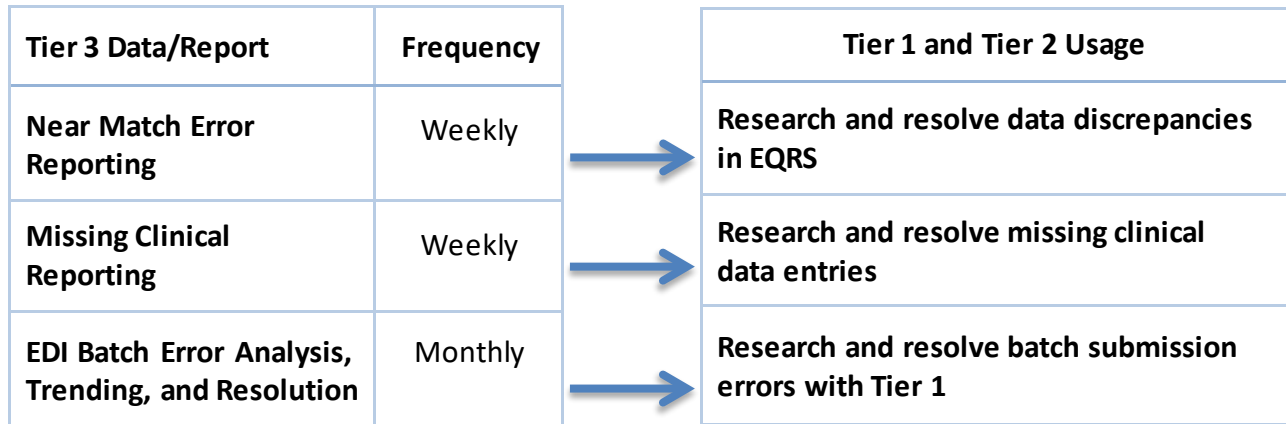 Tier 3 Data/Report
Frequency
Tier 1 and Tier 2 Usage
Near Match Error
Reporting
Weekly
Research and resolve data discrepancies
in EQRS
Missing Clinical
Reporting
Weekly
Research and resolve missing clinical
data entries
EDI Batch Error Analysis,
Trending, and Resolution
Monthly
Research and resolve batch submission
errors with Tier 1